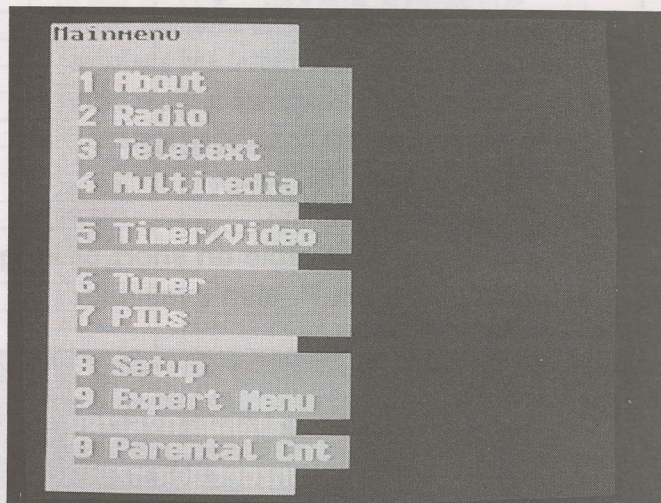 Mainmenu
1 About
2 Radio
3 Teletext
4 Multimedia
5 Timer/Video
6 Tuner
7 PIDs
8 Setup
9 Expert Menu
0 Parental Cnt